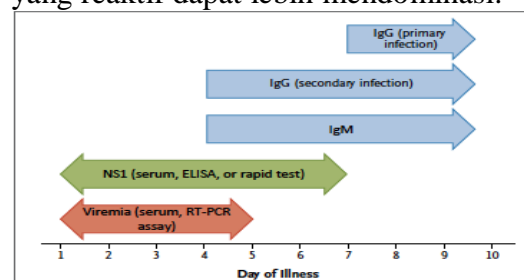 yang reaktif dapat lebih mendominasi.
IgG (primary
infection)
IgG (secondary infection)
IgM
NS1 (serum, ELISA, or rapid test)
Viremia (serum, RT-PCR
assay)
1 2 3 4 5 6 7 8 9 10
Day of Illness